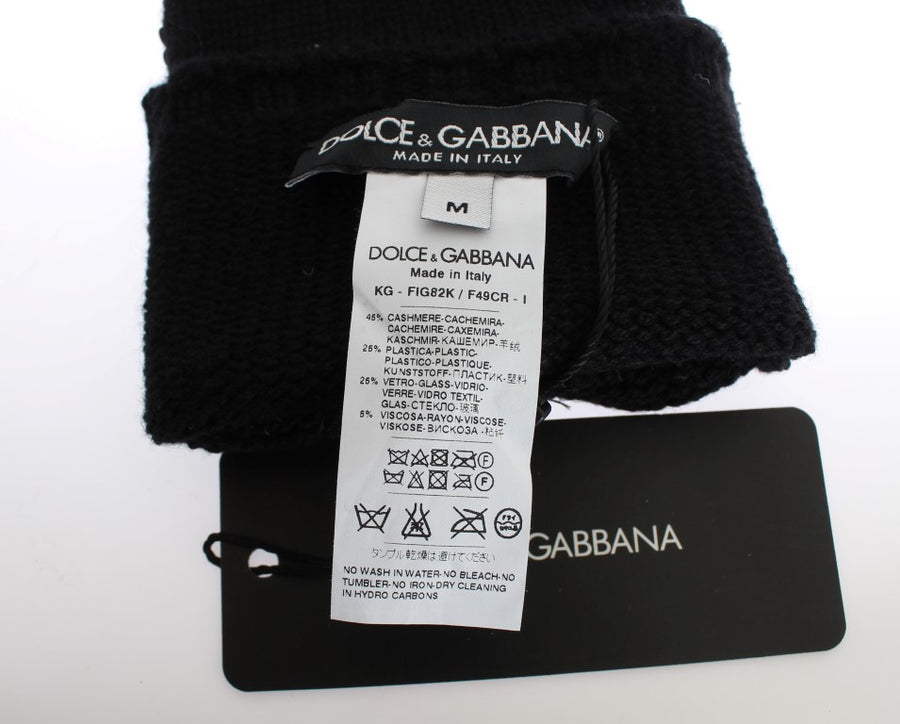 DOLCE & GABBANA
MADE IN ITALY
M
DOLCE & GABBANA
Made in Italy
KG - FIG82K / F49CR - I
45% CASHMERE-CACHEMIRA-
CACHEMIRE-CAXEMIRA-
KASCHMIR-КАШЕМИР-羊绒
25% PLASTICA-PLASTIC-
PLASTICO-PLASTIQUE-
KUNSTSTOFF-ПЛАСТИК-塑料
25% VETRO-GLASS-VIDRIO-
VERRE-VIDRO TEXTIL-
GLAS-СТЕКЛО-玻璃
5% VISCOSA-RAYON-VISCOSE-
VISKOSE-ВИСКОЗА-粘纤
F
F
ドライ
タンブル乾燥は避けてください
NO WASH IN WATER-NO BLEACH-NO
TUMBLER-NO IRON-DRY CLEANING
IN HYDRO CARBONS
GABBANA